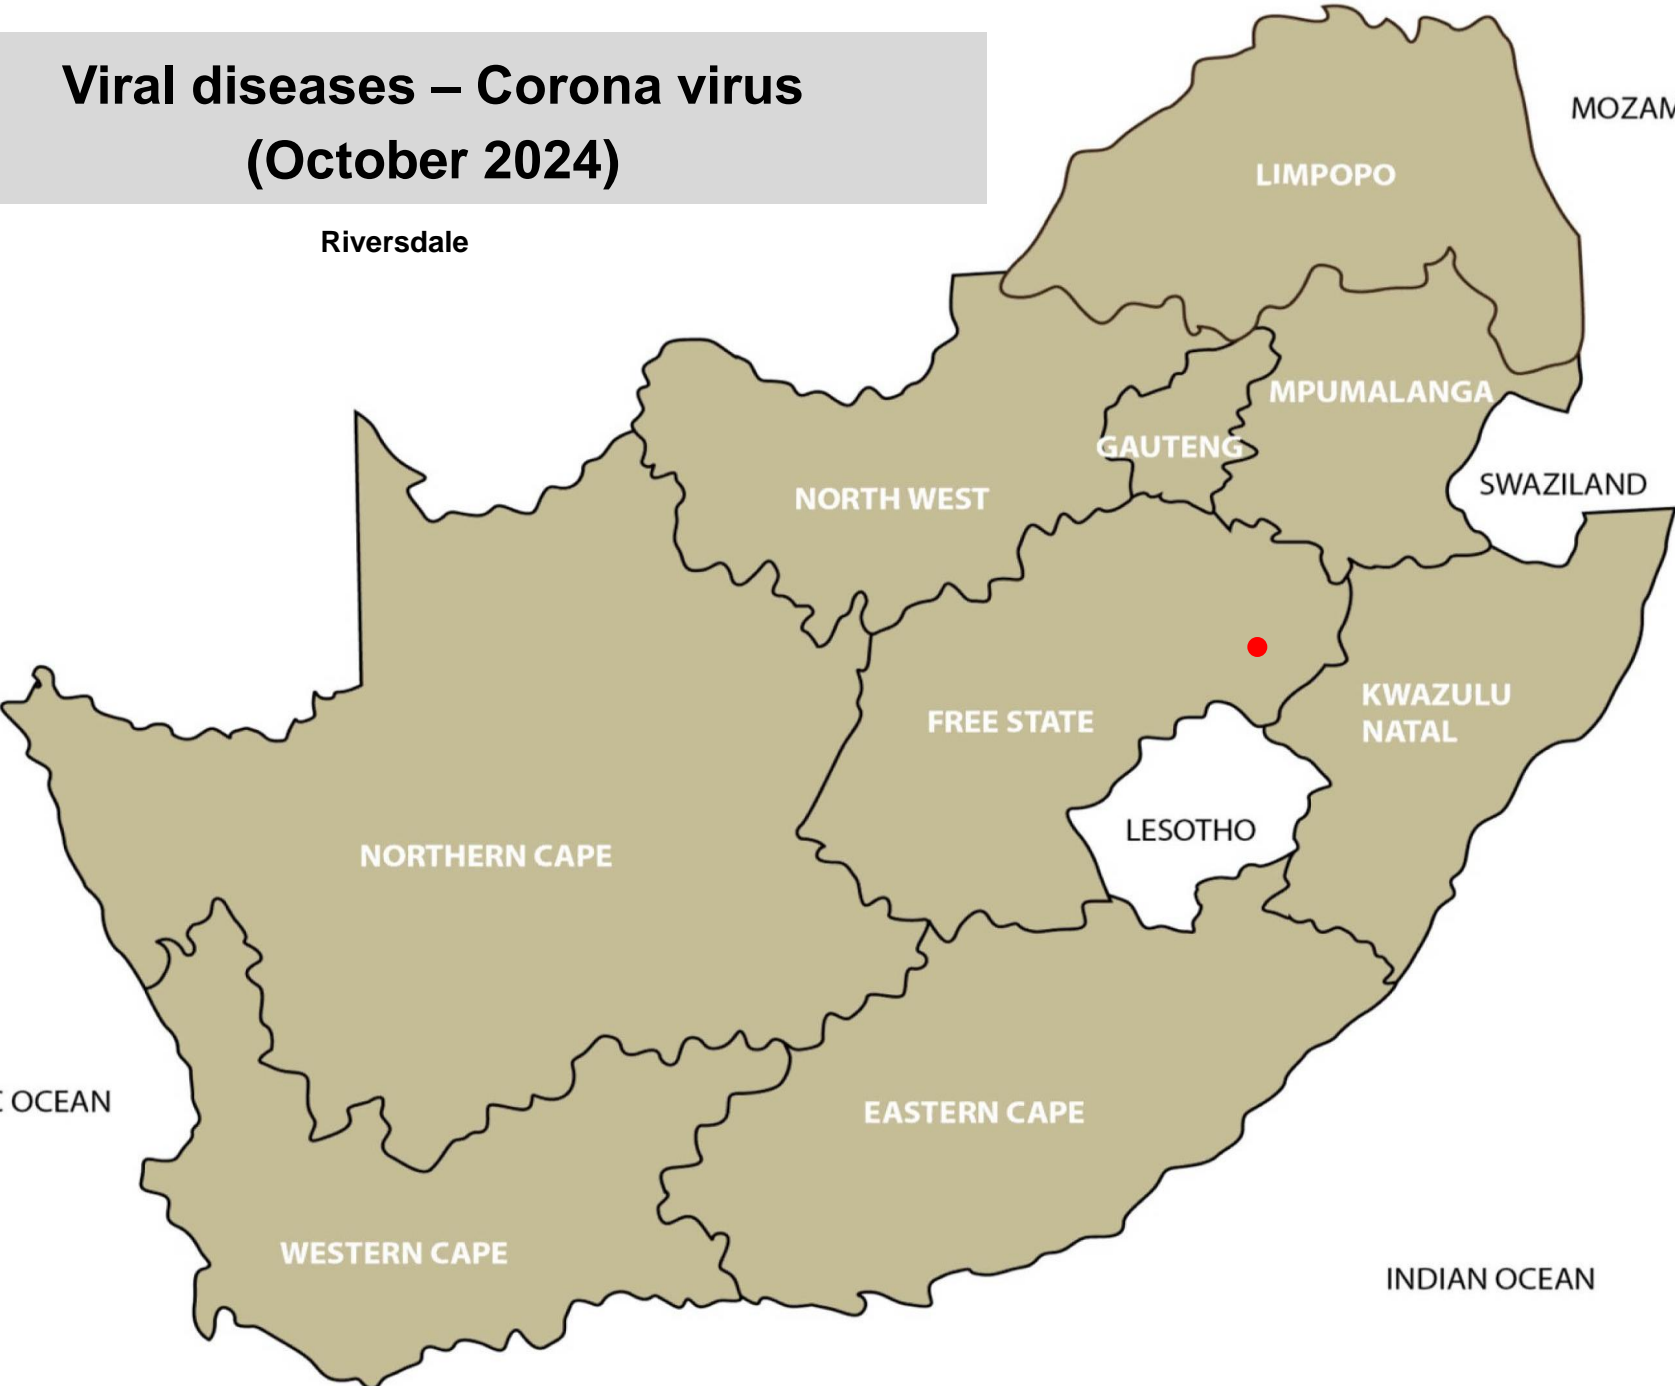 Viral diseases – Corona virus
(October 2024)
Riversdale
MOZAM
LIMPOPO
MPUMALANGA
GAUTENG
SWAZILAND
NORTH WEST
KWAZULU
NATAL
FREE STATE
LESOTHO
NORTHERN CAPE
OCEAN
EASTERN CAPE
WESTERN CAPE
INDIAN OCEAN